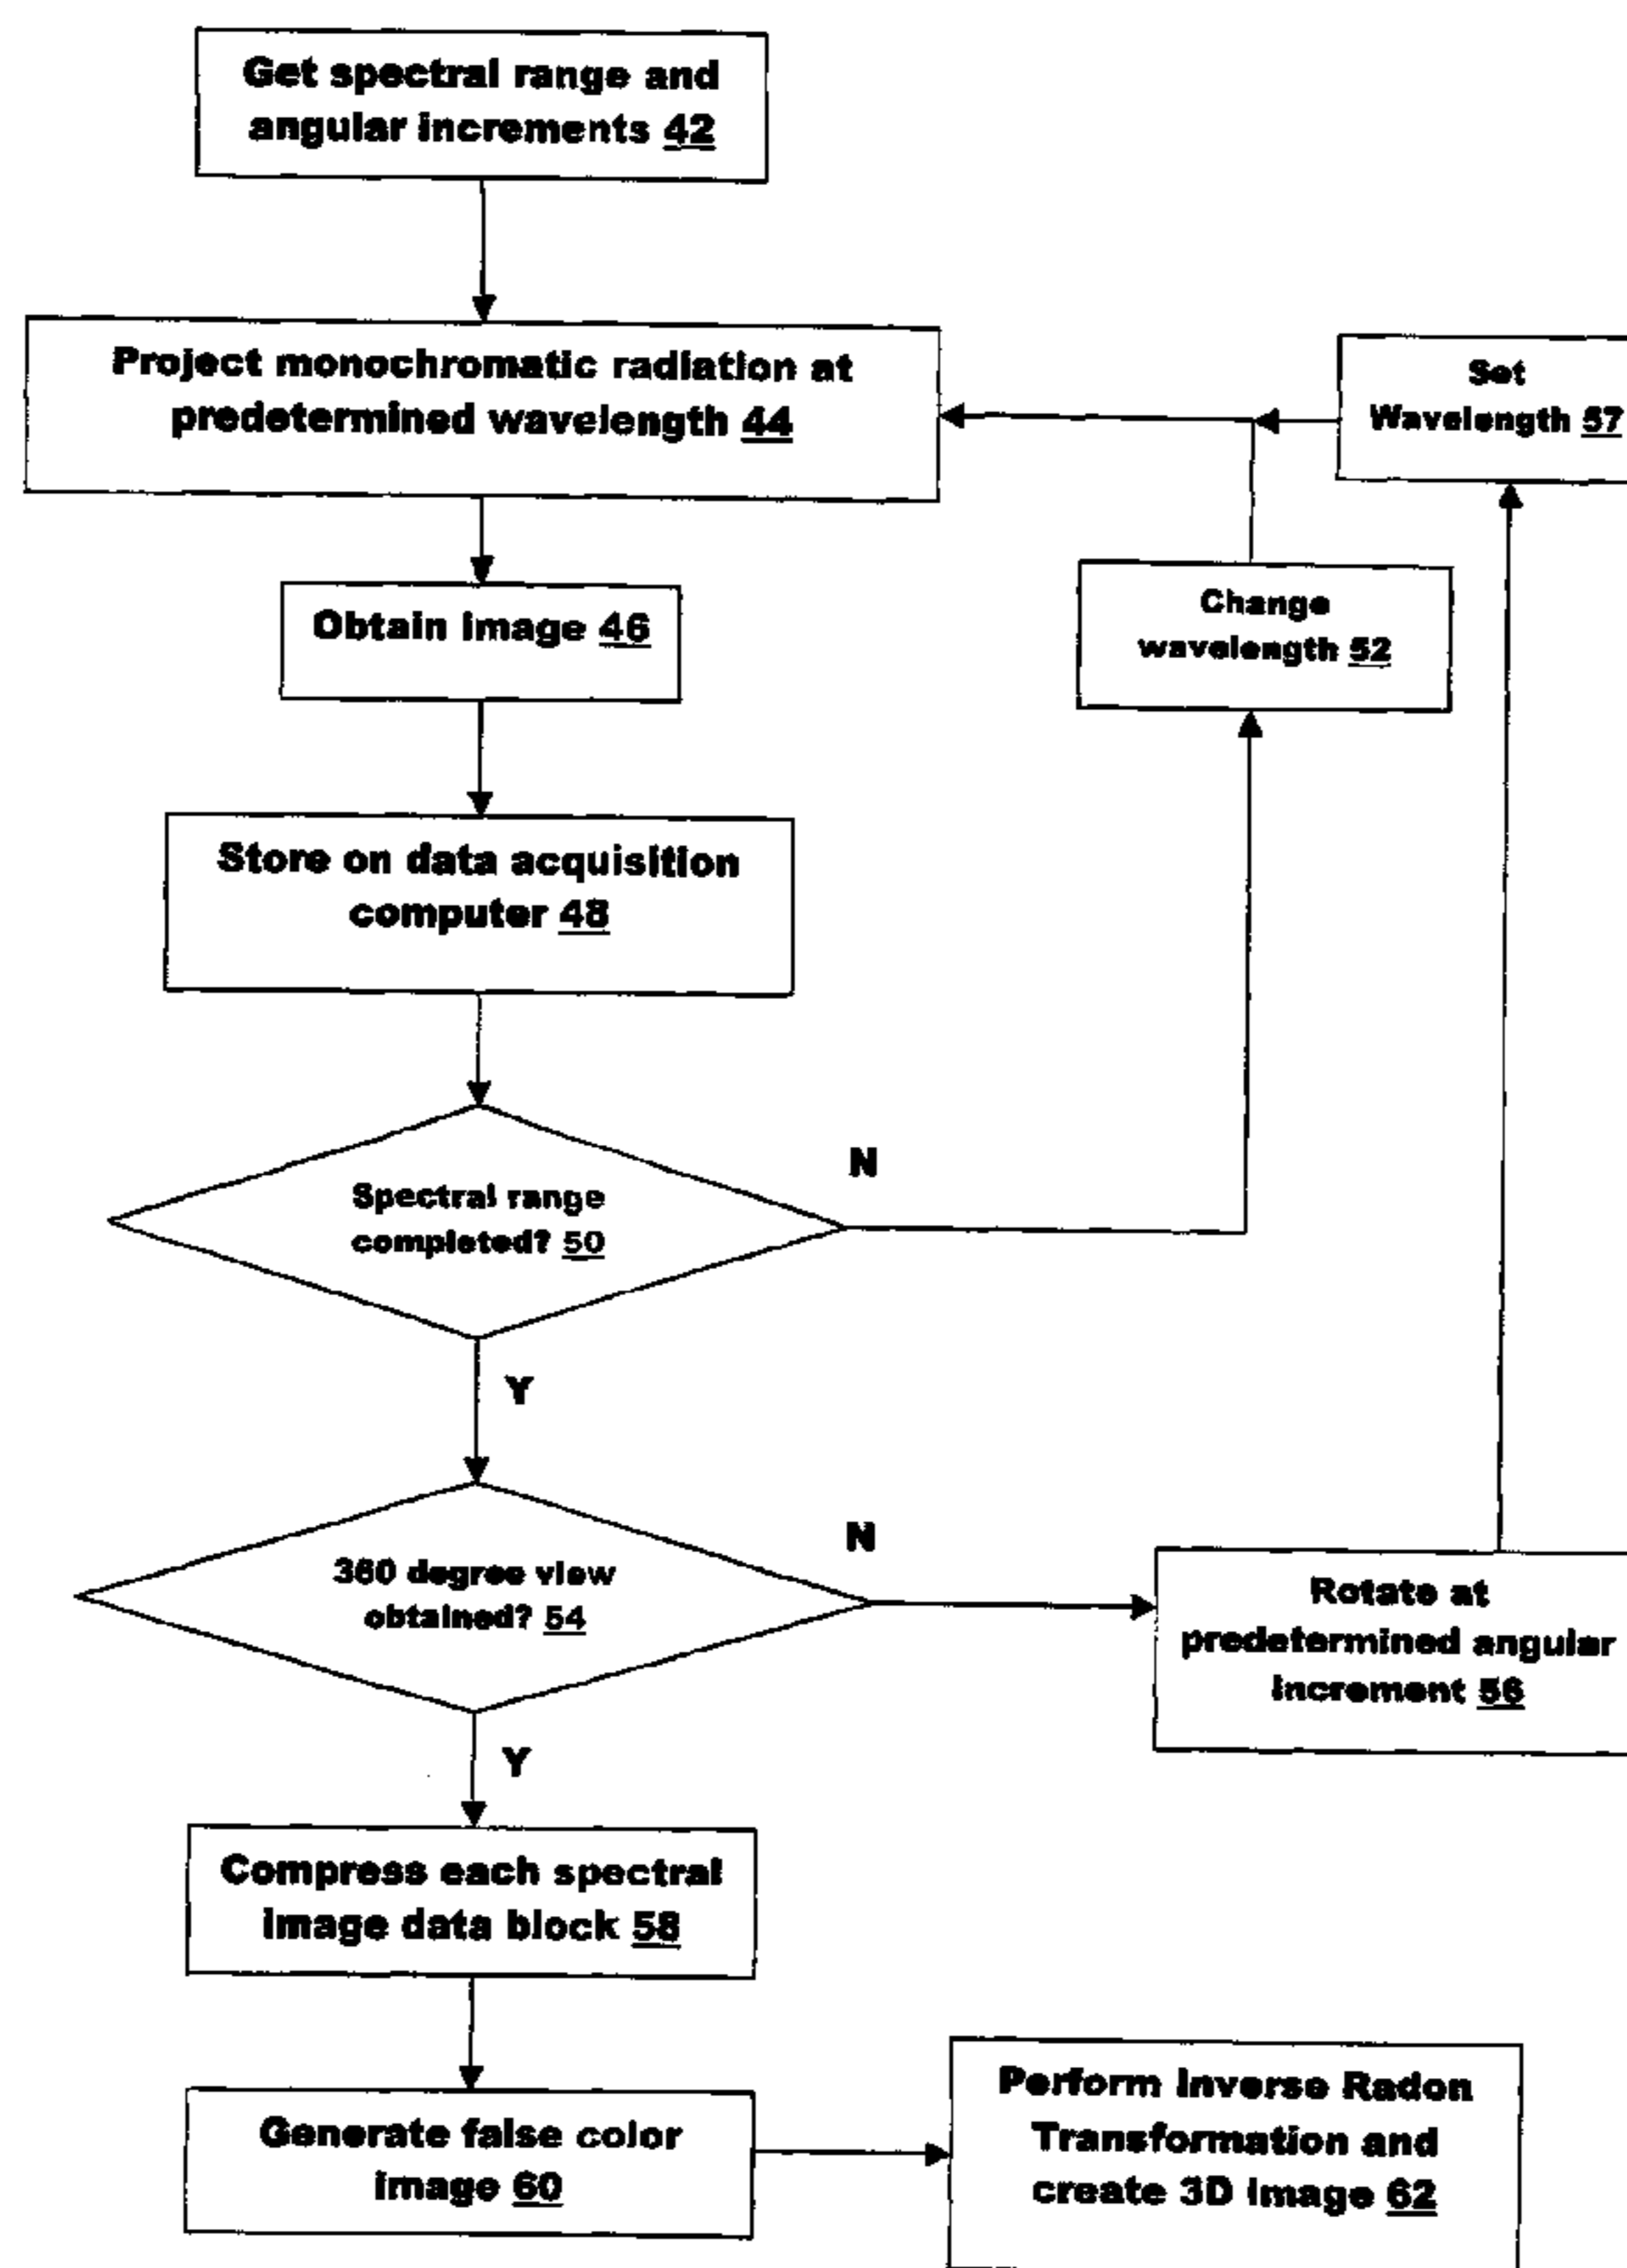 Get spectral range and
angular increments 42
Project monochromatic radiation at
predetermined wavelength 44
Set
Wavelength 57
Obtain image 46
Change
wavelength 52
Store on data acquisition
computer 48
N
Spectral range
completed? 50
Y
N
360 degree view
obtained? 54
Rotate at
predetermined angular
increment 56
Y
Compress each spectral
image data block 58
Generate false color
image 60
Perform Inverse Radon
Transformation and
create 3D image 62